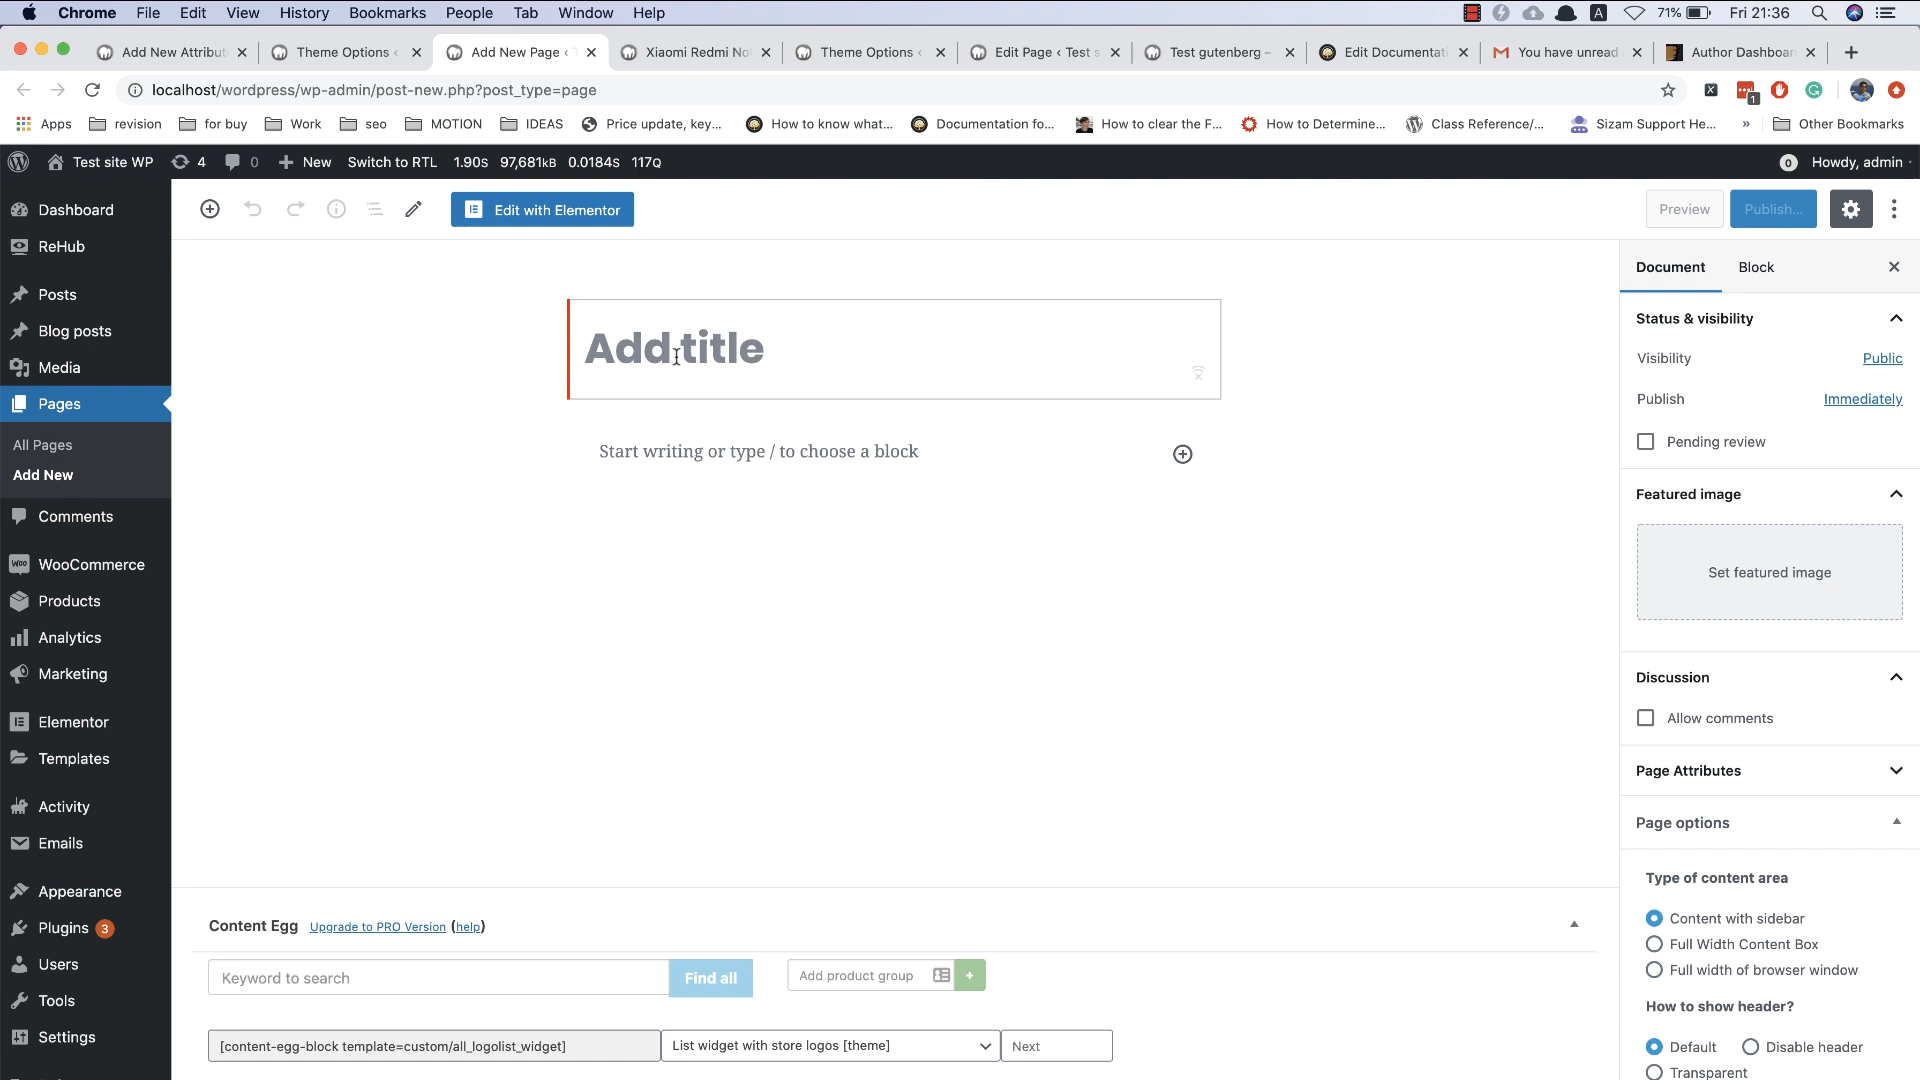 Chrome File Edit View History Bookmarks People Tab Window Help A 71% Fri 21:36
Add New Attribut Theme Options < Add New Page < T Xiaomi Redmi No Theme Options < Edit Page < Test s Test gutenberg – Edit Documentati You have unread Author Dashboar
localhost/wordpress/wp-admin/post-new.php?post_type=page 1
Apps revision for buy Work seo MOTION IDEAS Price update, key... How to know what... Documentation fo... How to clear the F... How to Determine... Class Reference/... Sizam Support He... » Other Bookmarks
Test site WP 4 0 New Switch to RTL 1.90S 97,681KB 0.0184S 117Q 0 Howdy, admin
Dashboard
ReHub
Posts
Blog posts
Media
Pages
All Pages
Add New
Comments
WooCommerce
Products
Analytics
Marketing
Elementor
Templates
Activity
Emails
Appearance
Plugins 3
Users
Tools
Settings
Edit with Elementor
Preview Publish...
Add title
Start writing or type / to choose a block
Content Egg Upgrade to PRO Version (help)
Keyword to search Find all Add product group +
[content-egg-block template=custom/all_logolist_widget] List widget with store logos [theme] Next
Document Block
Status & visibility
Visibility Public
Publish Immediately
Pending review
Featured image
Set featured image
Discussion
Allow comments
Page Attributes
Page options
Type of content area
Content with sidebar
Full Width Content Box
Full width of browser window
How to show header?
Default Disable header
Transparent